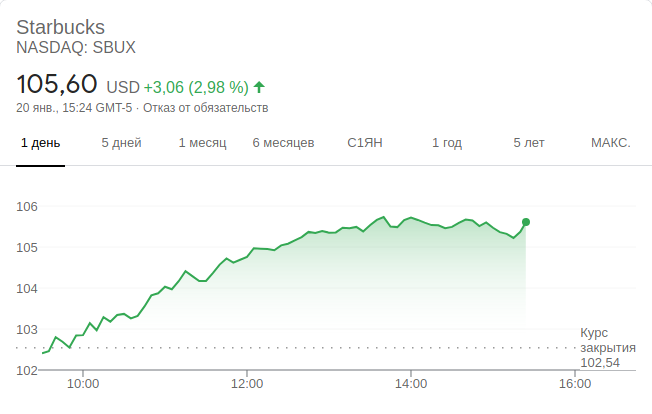 Starbucks
NASDAQ: SBUX
105,60 USD +3,06 (2,98 %)
20 янв., 15:24 GMT-5 · Отказ от обязательств
1 день 5 дней 1 месяц 6 месяцев С1ЯН 1 год 5 лет МАКС.
106
105
104
103
Курс
закрытия
102,54
102
10:00 12:00 14:00 16:00